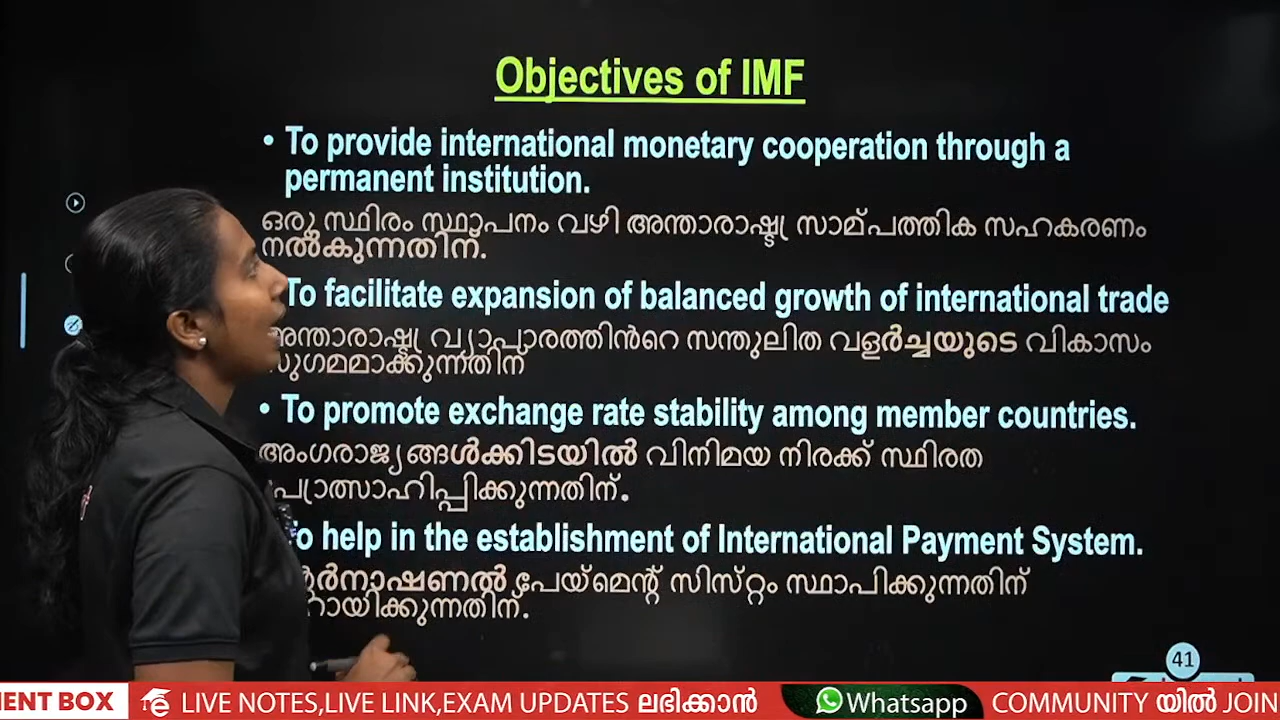 Objectives of IMF
• To provide international monetary cooperation through a
permanent institution.
ഒരു സ്ഥിരം സ്ഥാപനം വഴി അന്താരാഷ്ട്ര സാമ്പത്തിക സഹകരണം
നൽകുന്നതിന്.
To facilitate expansion of balanced growth of international trade
അന്താരാഷ്ട്ര വ്യാപാരത്തിൻറെ സന്തുലിത വളർച്ചയുടെ വികാസം
സുഗമമാക്കുന്നതിന്
• To promote exchange rate stability among member countries.
അംഗരാജ്യങ്ങൾക്കിടയിൽ വിനിമയ നിരക്ക് സ്ഥിരത
പ്രോത്സാഹിപ്പിക്കുന്നതിന്.
To help in the establishment of International Payment System.
പേയ്മെന്റ് സിസ്റ്റം സ്ഥാപിക്കുന്നതിന്
41
MENT BOX LIVE NOTES,LIVE LINK,EXAM UPDATES ലഭിക്കാൻ Whatsapp COMMUNITY യിൽ JOIN